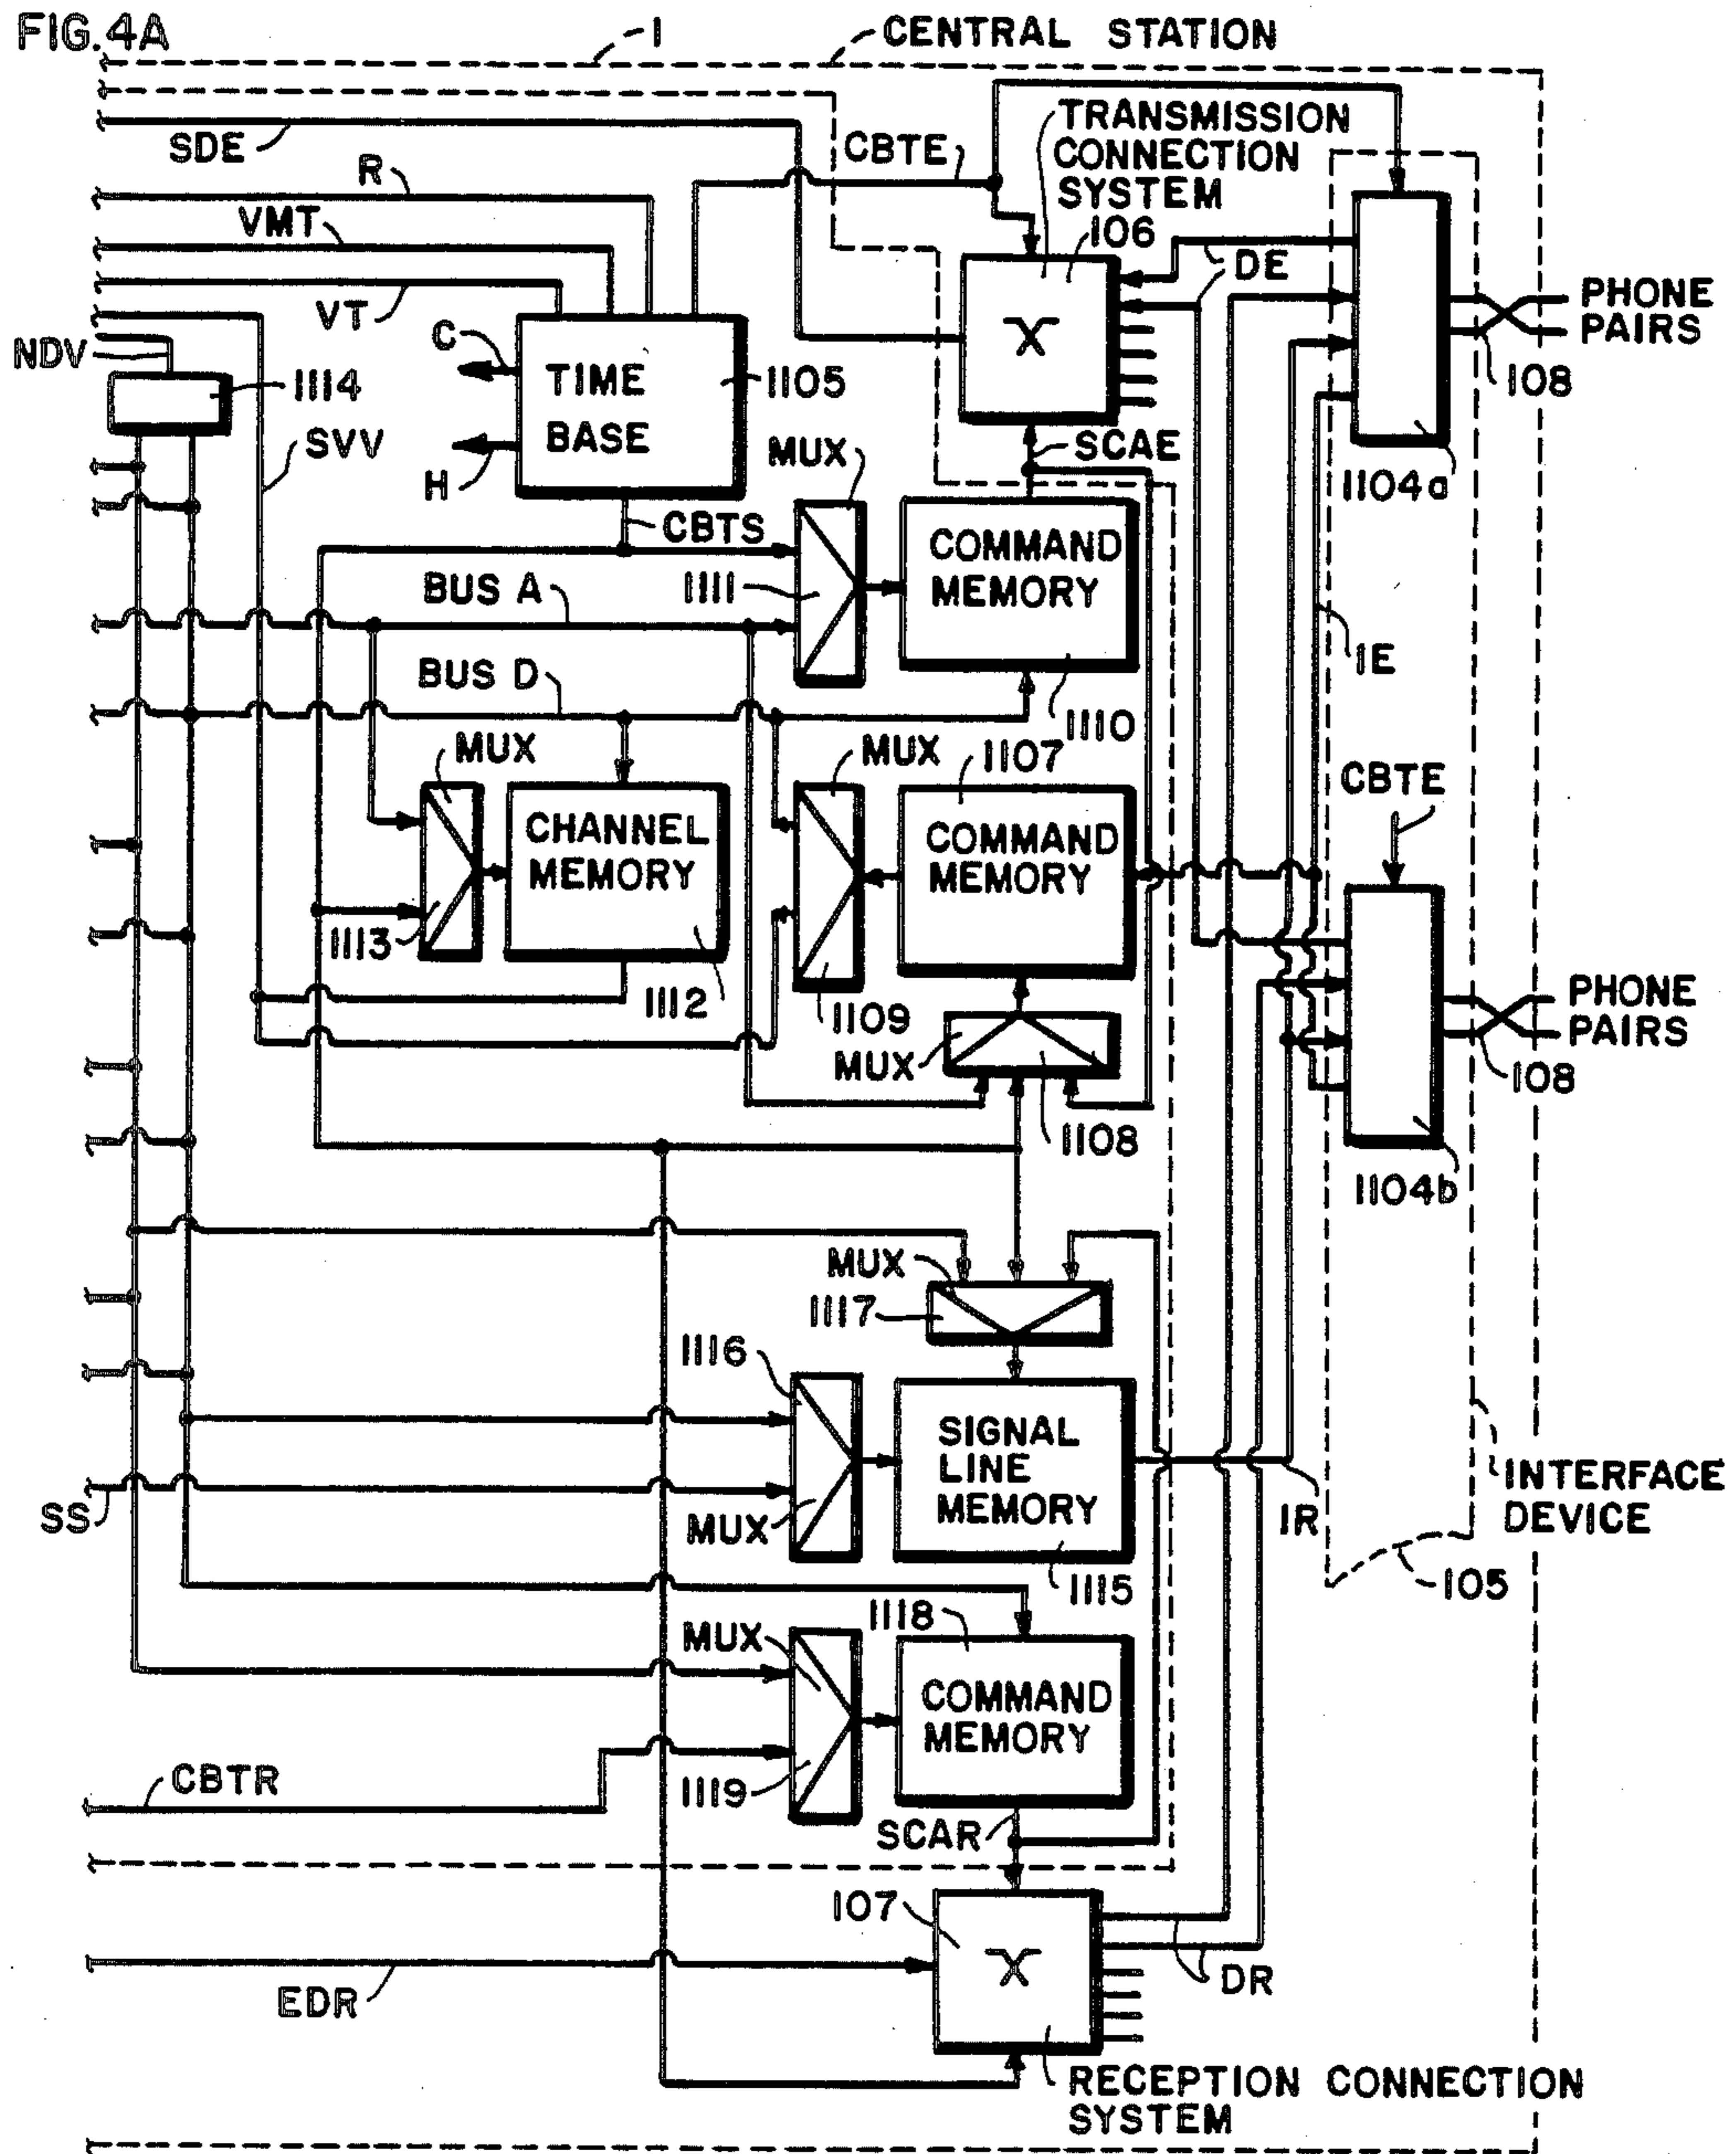 FIG.4A
1
CENTRAL STATION
SDE
R
VMT
VT
NDV
1114
SVV
C
H
TIME
BASE
1105
CBTE
TRANSMISSION
CONNECTION
SYSTEM
106
DE
PHONE
PAIRS
108
1104a
SCAE
MUX
CBTS
1111
COMMAND
MEMORY
1110
BUS A
BUS D
IE
MUX
CHANNEL
MEMORY
1113
1112
MUX
1107
COMMAND
MEMORY
1109
MUX
1108
CBTE
PHONE
PAIRS
108
1104b
MUX
1117
1116
SIGNAL
LINE
MEMORY
MUX
SS
1115
IR
INTERFACE
DEVICE
105
1118
MUX
COMMAND
MEMORY
1119
CBTR
SCAR
107
EDR
DR
RECEPTION CONNECTION
SYSTEM